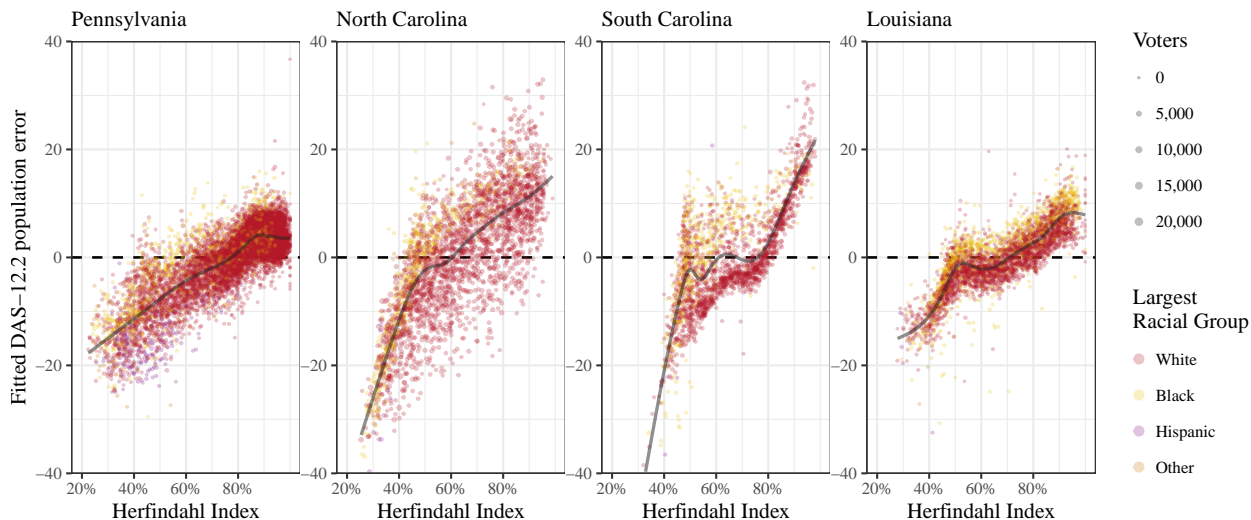 Pennsylvania
North Carolina
South Carolina
Louisiana
Fitted DAS−12.2 population error
40
20
0
−20
−40
20% 40% 60% 80%
Herfindahl Index
40
20
0
−20
−40
20% 40% 60% 80%
Herfindahl Index
40
20
0
−20
−40
20% 40% 60% 80%
Herfindahl Index
40
20
0
−20
−40
20% 40% 60% 80%
Herfindahl Index
Voters
0
5,000
10,000
15,000
20,000
Largest
Racial Group
White
Black
Hispanic
Other